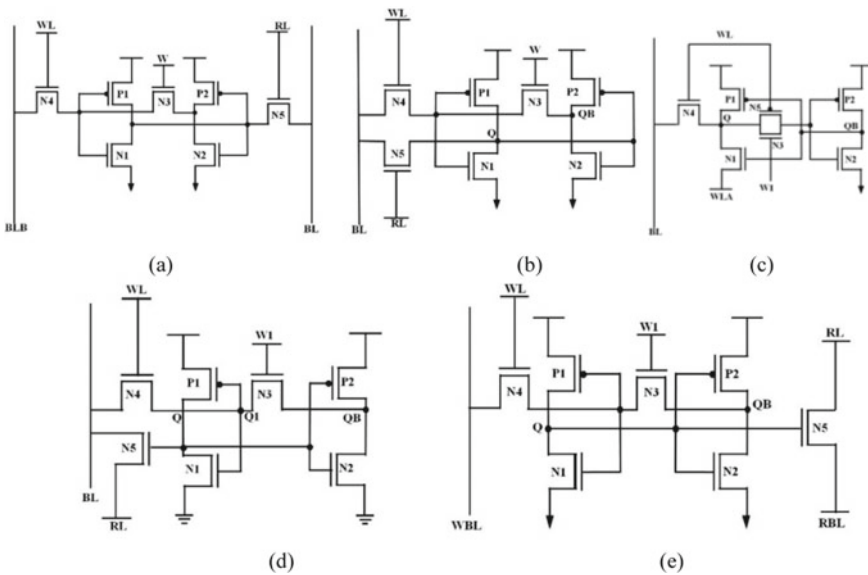 WL
RL
W
N4
P1
N3
P2
N5
N1
N2
BLB
BL
(a)
WL
W
P1
P2
N4
N3
Q
QB
N5
N1
N2
BL
RL
(b)
WL
P1
N5
P2
N4
Q
QB
N1
N3
N2
WLA
W1
BL
(c)
WL
W1
P1
P2
N4
N3
Q
Q1
QB
N5
N1
N2
BL
RL
(d)
WL
W1
RL
P1
P2
N4
N3
Q
QB
N5
N1
N2
WBL
RBL
(e)